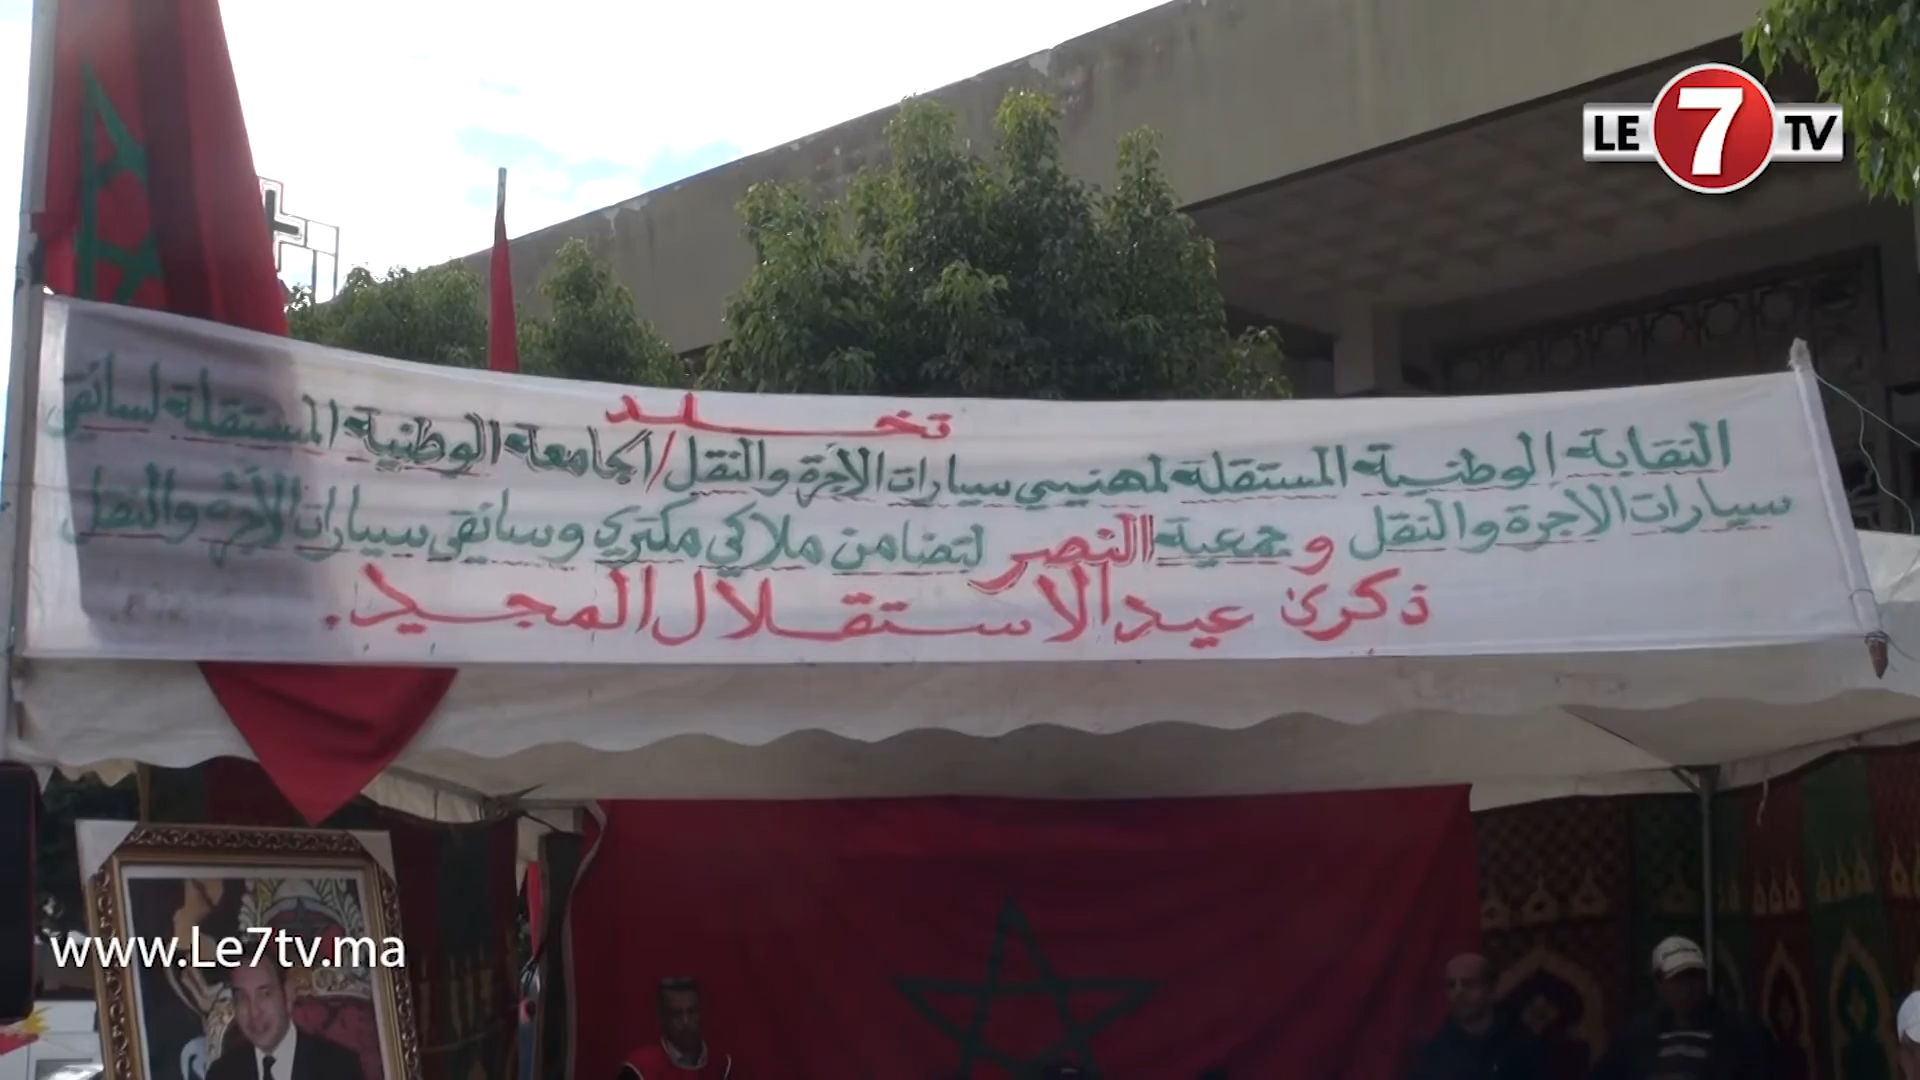 LE 7 TV
تخلد
النقابة الوطنية المستقلة لمهنيي سيارات الأجرة والنقل/الجامعة الوطنية المستقلة لسائقي
سيارات الاجرة والنقل و جمعية النصر لتضامن ملاكي مكتري وسائقي سيارات الأجرة والنقل
ذكرى عيد الاستقلال المجيد.
www.Le7tv.ma